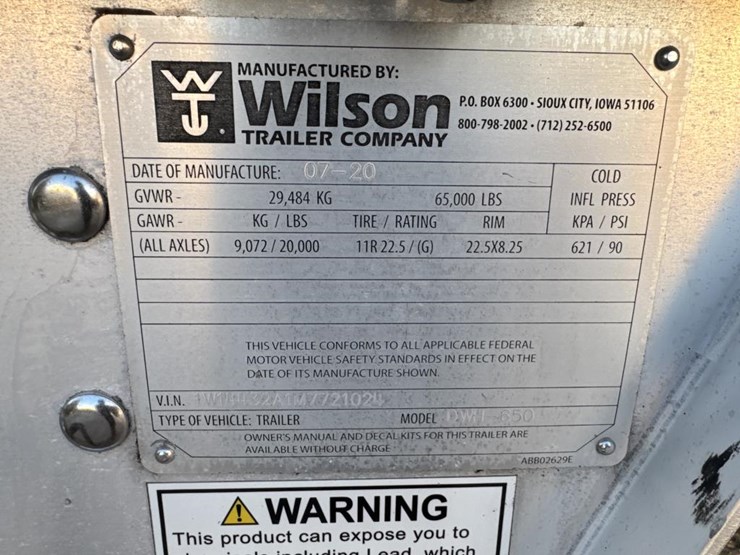 MANUFACTURED BY:
Wilson
TRAILER COMPANY
P.O. BOX 6300 • SIOUX CITY, IOWA 51106
800-798-2002 • (712) 252-6500
DATE OF MANUFACTURE: 07-20
COLD
INFL PRESS
KPA / PSI
GVWR - 29,484 KG 65,000 LBS
GAWR - KG / LBS TIRE / RATING RIM
(ALL AXLES) 9,072 / 20,000 11R 22.5 / (G) 22.5X8.25 621 / 90
THIS VEHICLE CONFORMS TO ALL APPLICABLE FEDERAL
MOTOR VEHICLE SAFETY STANDARDS IN EFFECT ON THE
DATE OF ITS MANUFACTURE SHOWN.
V.I.N.
TYPE OF VEHICLE: TRAILER MODEL
OWNER'S MANUAL AND DECAL KITS FOR THIS TRAILER ARE
AVAILABLE WITHOUT CHARGE
ABB02629E
WARNING
This product can expose you to
including Lead, which